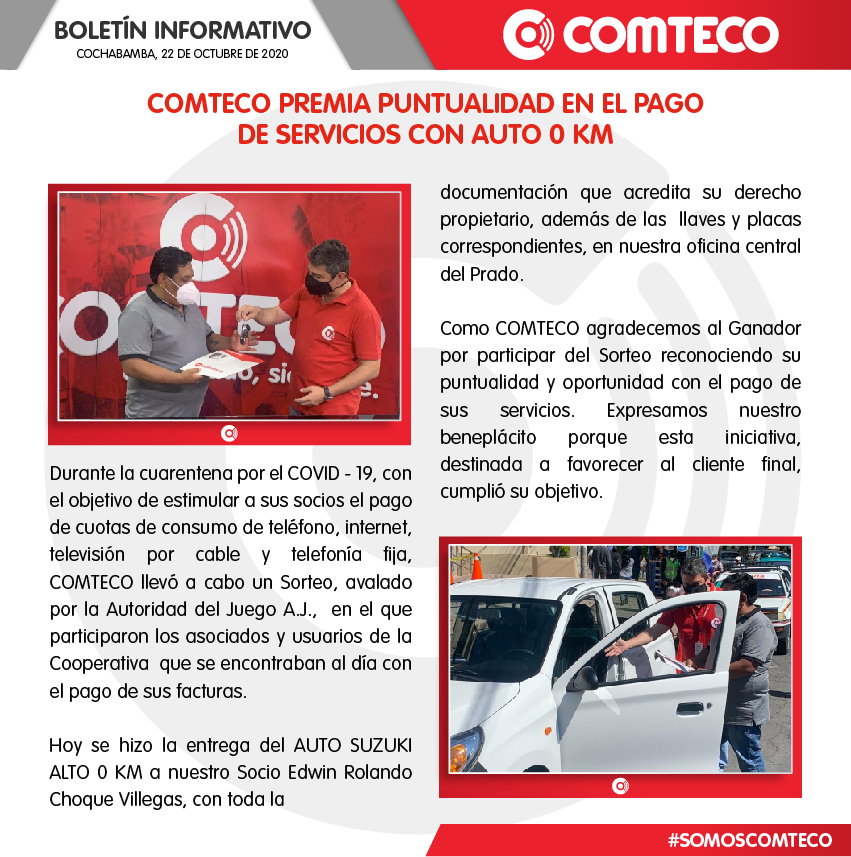 BOLETÍN INFORMATIVO
COCHABAMBA, 22 DE OCTUBRE DE 2020
COMTECO
COMTECO PREMIA PUNTUALIDAD EN EL PAGO
DE SERVICIOS CON AUTO 0 KM
Durante la cuarentena por el COVID - 19, con
el objetivo de estimular a sus socios el pago
de cuotas de consumo de teléfono, internet,
televisión por cable y telefonía fija,
COMTECO llevó a cabo un Sorteo, avalado
por la Autoridad del Juego A.J., en el que
participaron los asociados y usuarios de la
Cooperativa que se encontraban al día con
el pago de sus facturas.
Hoy se hizo la entrega del AUTO SUZUKI
ALTO 0 KM a nuestro Socio Edwin Rolando
Choque Villegas, con toda la
documentación que acredita su derecho
propietario, además de las llaves y placas
correspondientes, en nuestra oficina central
del Prado.
Como COMTECO agradecemos al Ganador
por participar del Sorteo reconociendo su
puntualidad y oportunidad con el pago de
sus servicios. Expresamos nuestro
beneplácito porque esta iniciativa,
destinada a favorecer al cliente final,
cumplió su objetivo.
#SOMOSCOMTECO